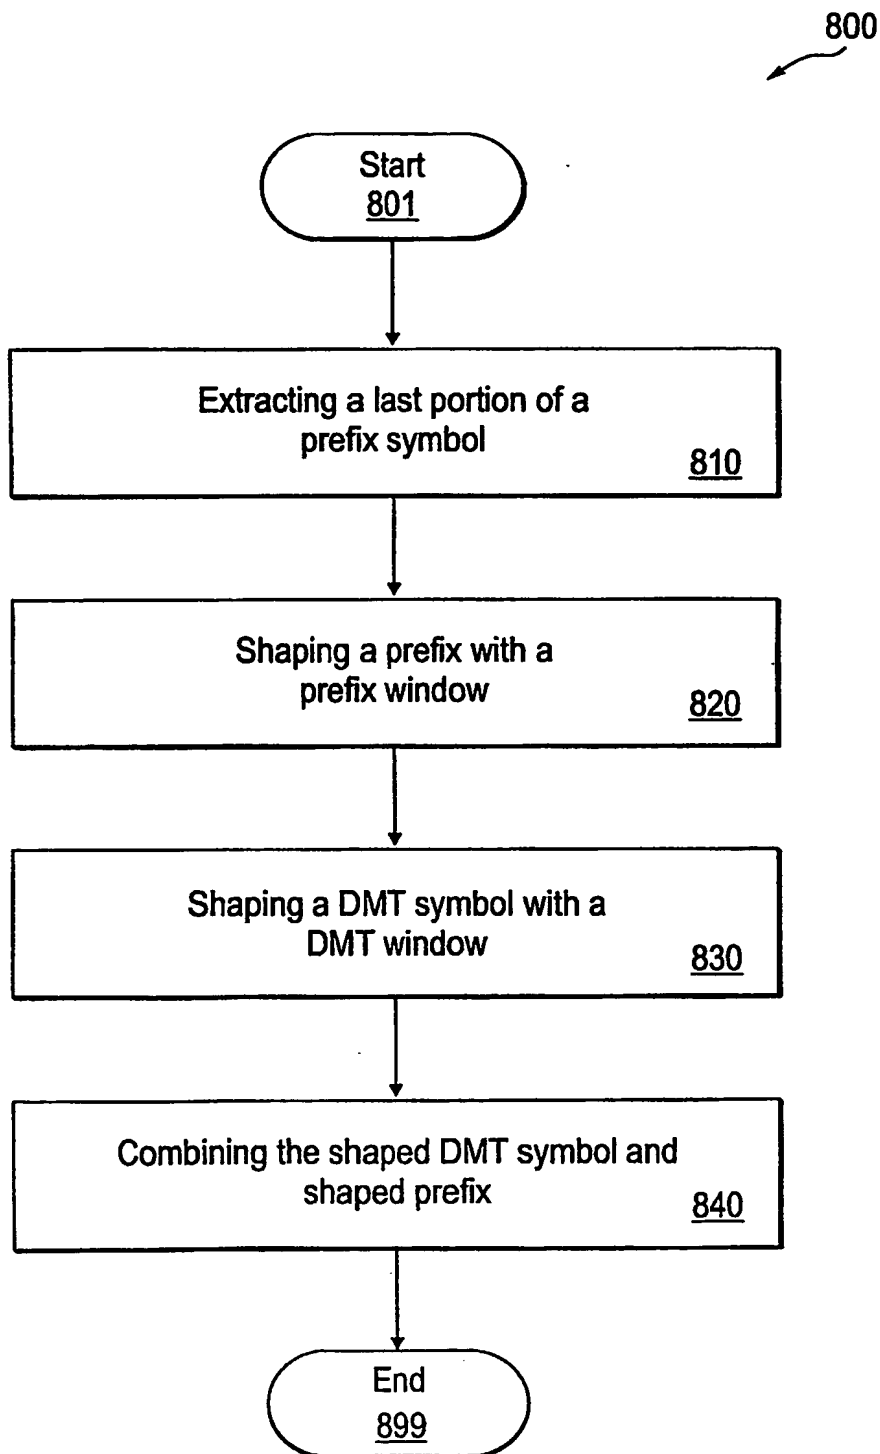 800
Start
801
Extracting a last portion of a
prefix symbol
810
Shaping a prefix with a
prefix window
820
Shaping a DMT symbol with a
DMT window
830
Combining the shaped DMT symbol and
shaped prefix
840
End
899